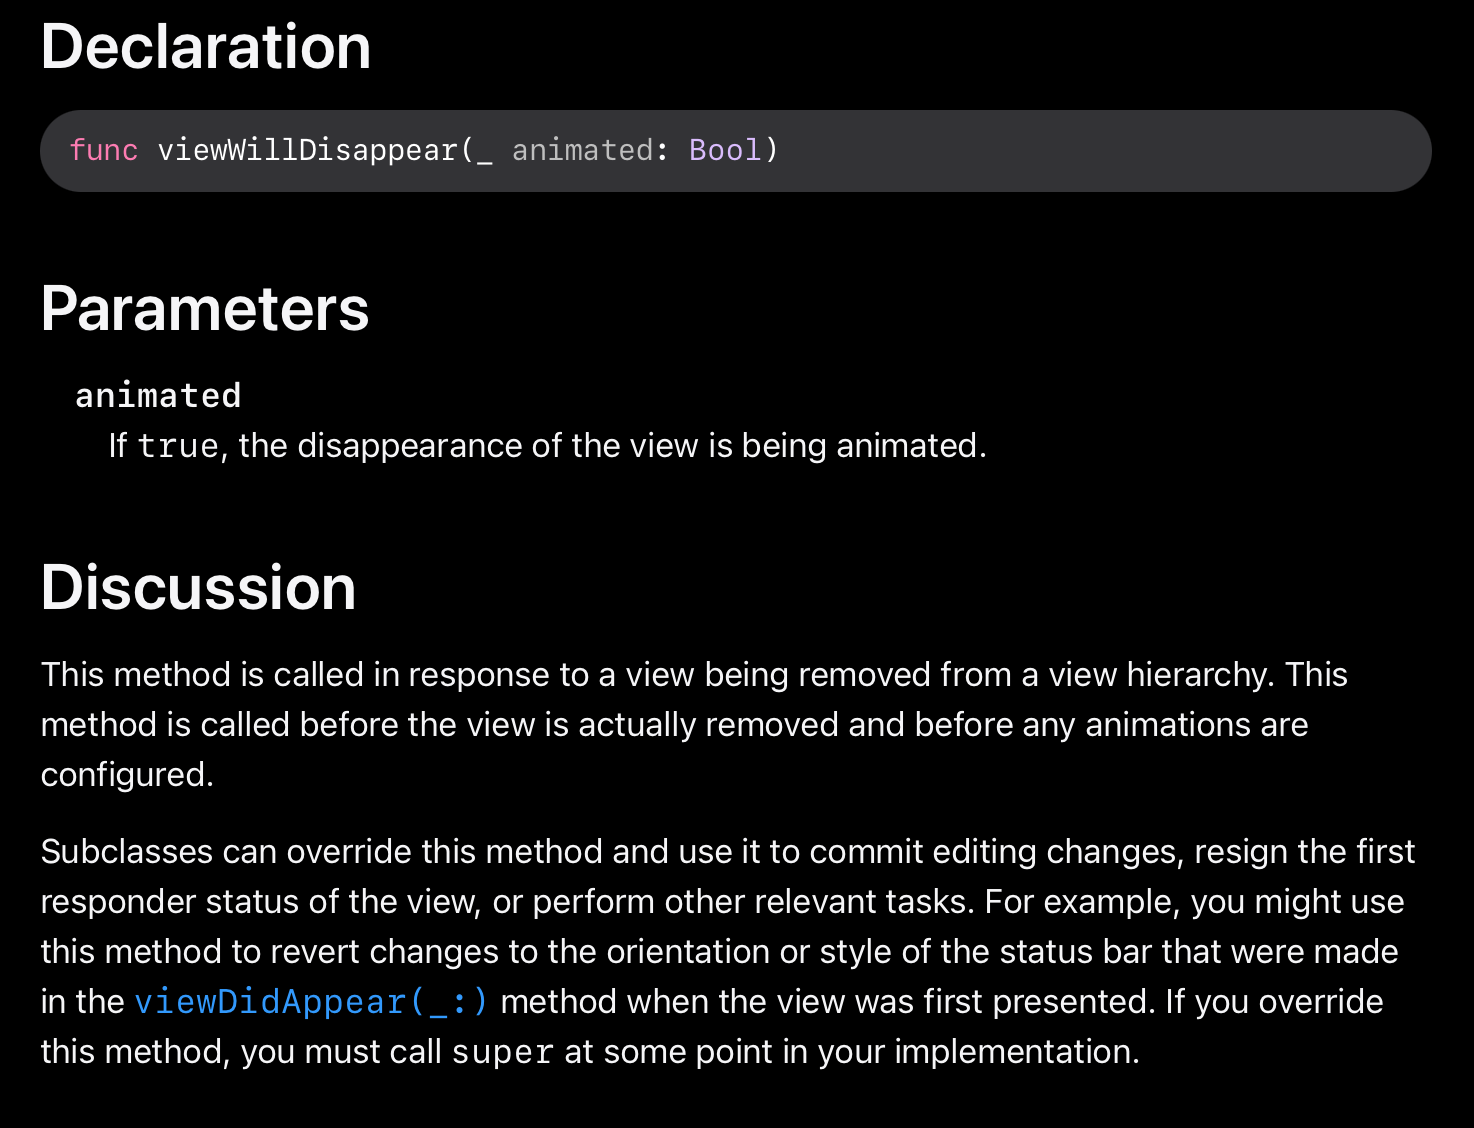 Declaration
func viewWillDisappear(_ animated: Bool)
Parameters
animated
If true, the disappearance of the view is being animated.
Discussion
This method is called in response to a view being removed from a view hierarchy. This
method is called before the view is actually removed and before any animations are
configured.
Subclasses can override this method and use it to commit editing changes, resign the first
responder status of the view, or perform other relevant tasks. For example, you might use
this method to revert changes to the orientation or style of the status bar that were made
in the viewDidAppear(_:) method when the view was first presented. If you override
this method, you must call super at some point in your implementation.